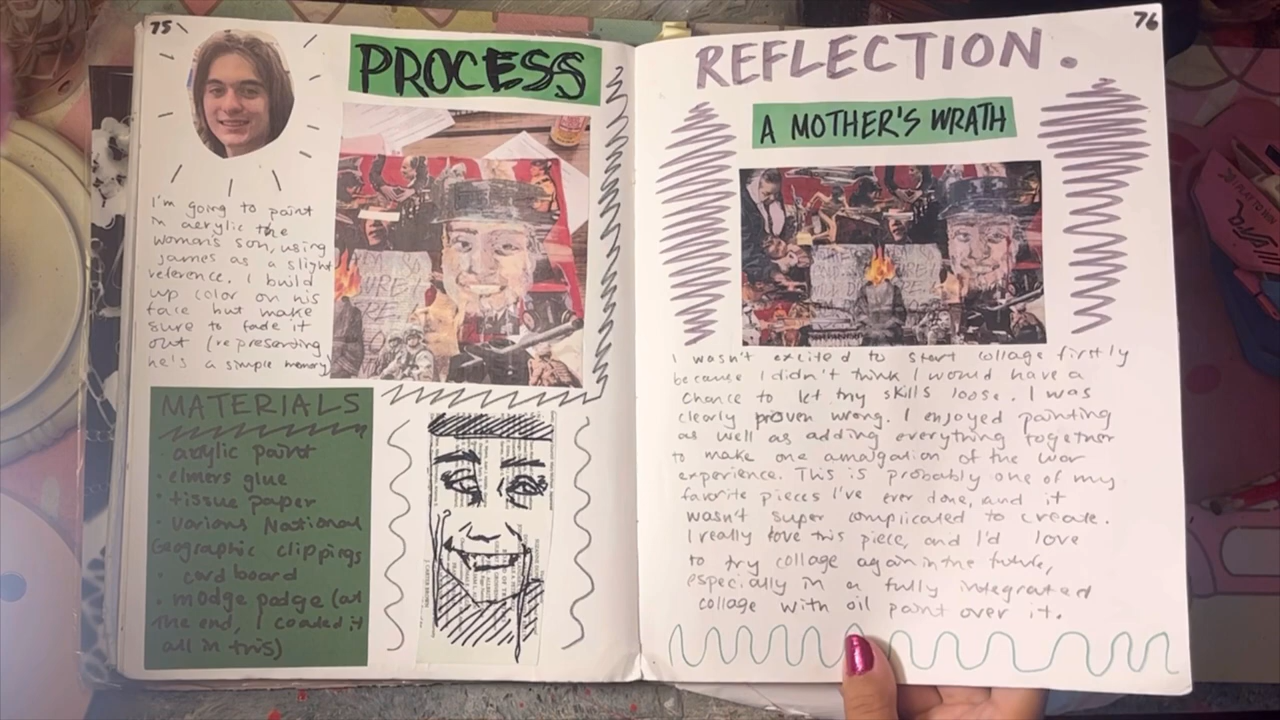 75
PROCESS
I'm going to paint
in acrylic the
woman's son, using
james as a slight
reference. I build
up color on his
face but make
sure to fade it
out (representing
he's a simple memory)
MATERIALS
· acrylic paint
· elmers glue
· tissue paper
· various National
Geographic clippings
· card board
· modge podge (at
the end, I coated it
all in this)
76
REFLECTION.
A MOTHER'S WRATH
I wasn't excited to start collage firstly
because I didn't think I would have a
chance to let my skills loose. I was
clearly proven wrong. I enjoyed painting
as well as adding everything together
to make one amalgation of the war
experience. This is probably one of my
favorite pieces I've ever done, and it
wasn't super complicated to create.
I really love this piece, and I'd love
to try collage again in the future,
especially in a fully integrated
collage with oil paint over it.